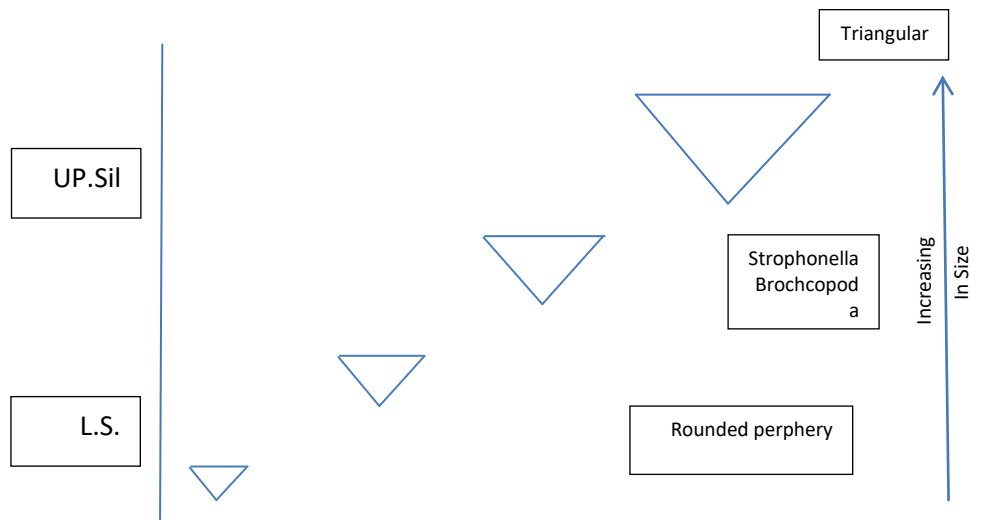 Triangular
UP.Sil
Strophonella
Brochcopod
a
Increasing
In Size
L.S.
Rounded perphery